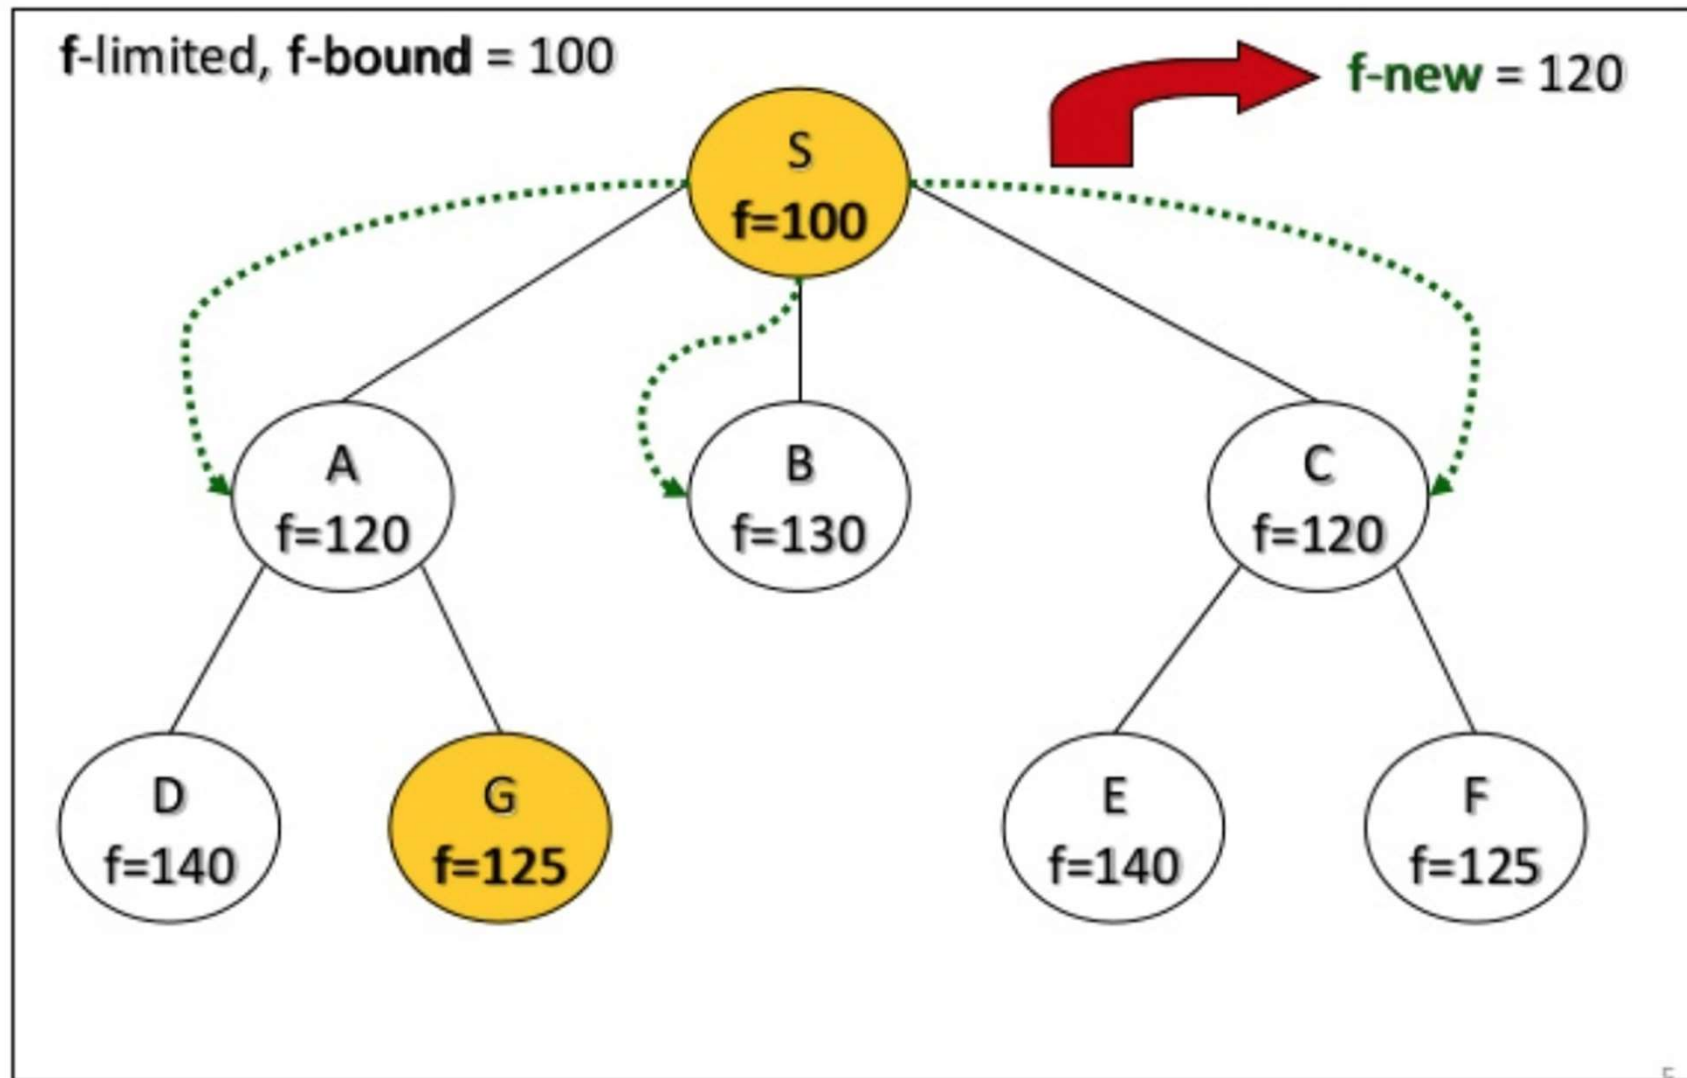 f-limited, f-bound = 100
f-new = 120
S
f=100
A
f=120
B
f=130
C
f=120
D
f=140
G
f=125
E
f=140
F
f=125